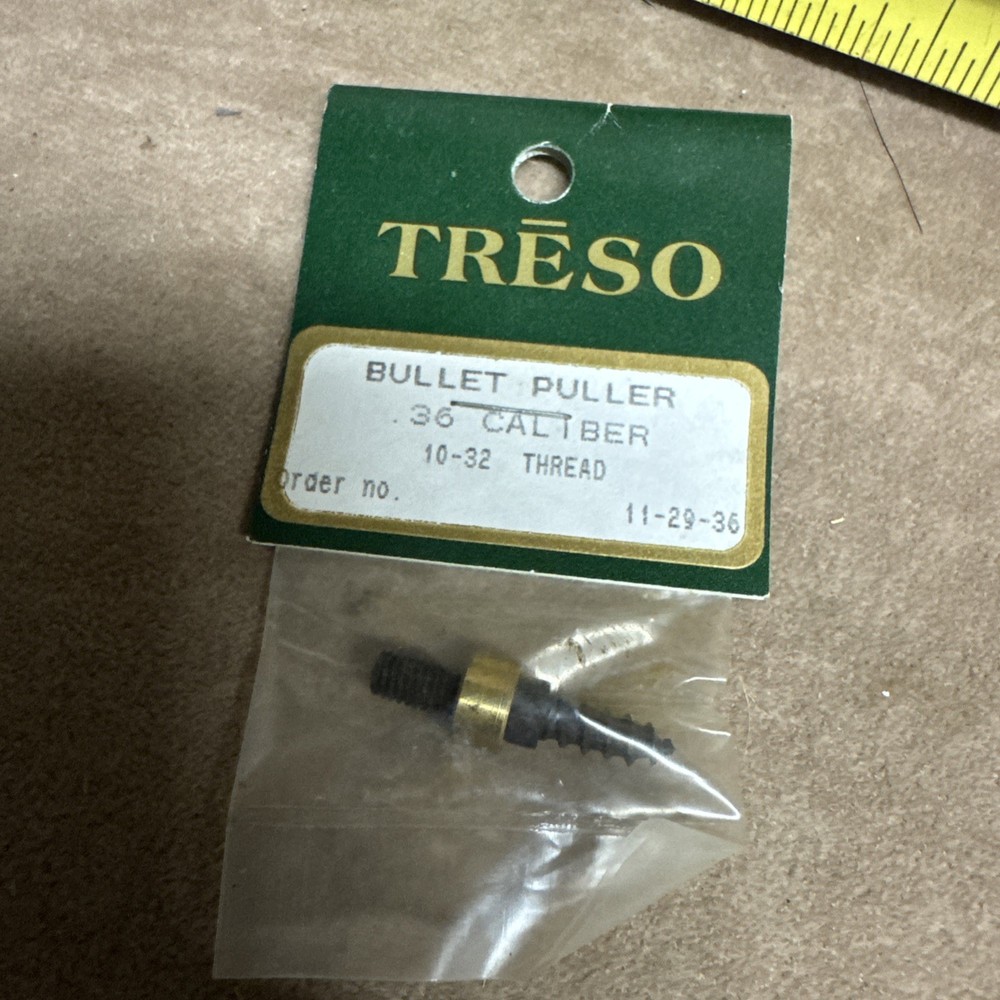 TRĒSO
BULLET PULLER
.36 CALIBER
10-32 THREAD
Order no.
11-29-36